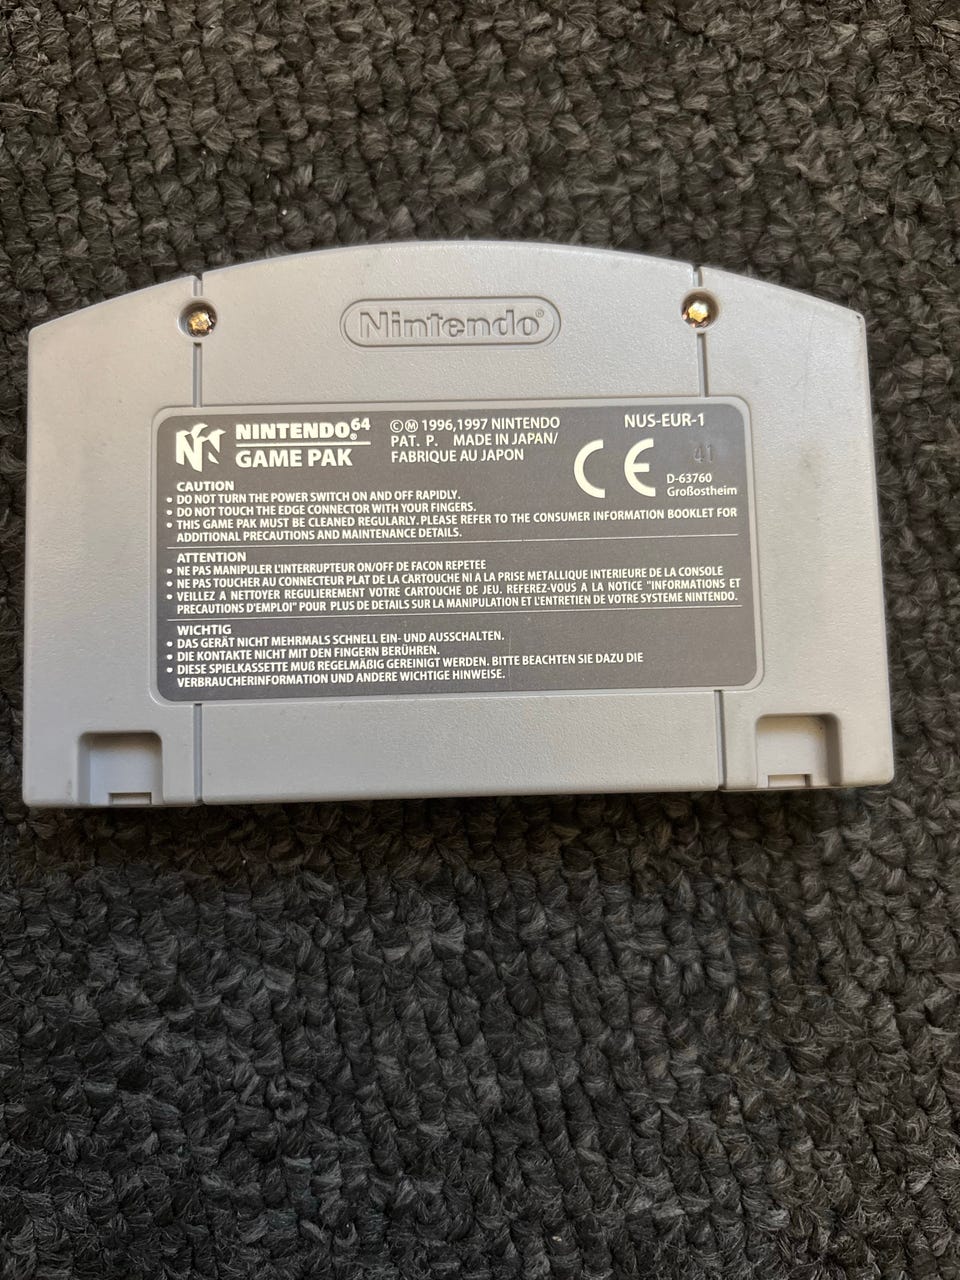 Nintendo®
NINTENDO 64®
GAME PAK
©Ⓜ 1996,1997 NINTENDO
PAT. P. MADE IN JAPAN/
FABRIQUE AU JAPON
NUS-EUR-1
CE
41
D-63760
Großostheim
CAUTION
• DO NOT TURN THE POWER SWITCH ON AND OFF RAPIDLY.
• DO NOT TOUCH THE EDGE CONNECTOR WITH YOUR FINGERS.
• THIS GAME PAK MUST BE CLEANED REGULARLY. PLEASE REFER TO THE CONSUMER INFORMATION BOOKLET FOR
ADDITIONAL PRECAUTIONS AND MAINTENANCE DETAILS.
ATTENTION
• NE PAS MANIPULER L'INTERRUPTEUR ON/OFF DE FACON REPETEE
• NE PAS TOUCHER AU CONNECTEUR PLAT DE LA CARTOUCHE NI A LA PRISE METALLIQUE INTERIEURE DE LA CONSOLE
• VEILLEZ A NETTOYER REGULIEREMENT VOTRE CARTOUCHE DE JEU. REFEREZ-VOUS A LA NOTICE "INFORMATIONS ET
PRECAUTIONS D'EMPLOI" POUR PLUS DE DETAILS SUR LA MANIPULATION ET L'ENTRETIEN DE VOTRE SYSTEME NINTENDO.
WICHTIG
• DAS GERÄT NICHT MEHRMALS SCHNELL EIN- UND AUSSCHALTEN.
• DIE KONTAKTE NICHT MIT DEN FINGERN BERÜHREN.
• DIESE SPIELKASSETTE MUß REGELMÄßIG GEREINIGT WERDEN. BITTE BEACHTEN SIE DAZU DIE
VERBRAUCHERINFORMATION UND ANDERE WICHTIGE HINWEISE.